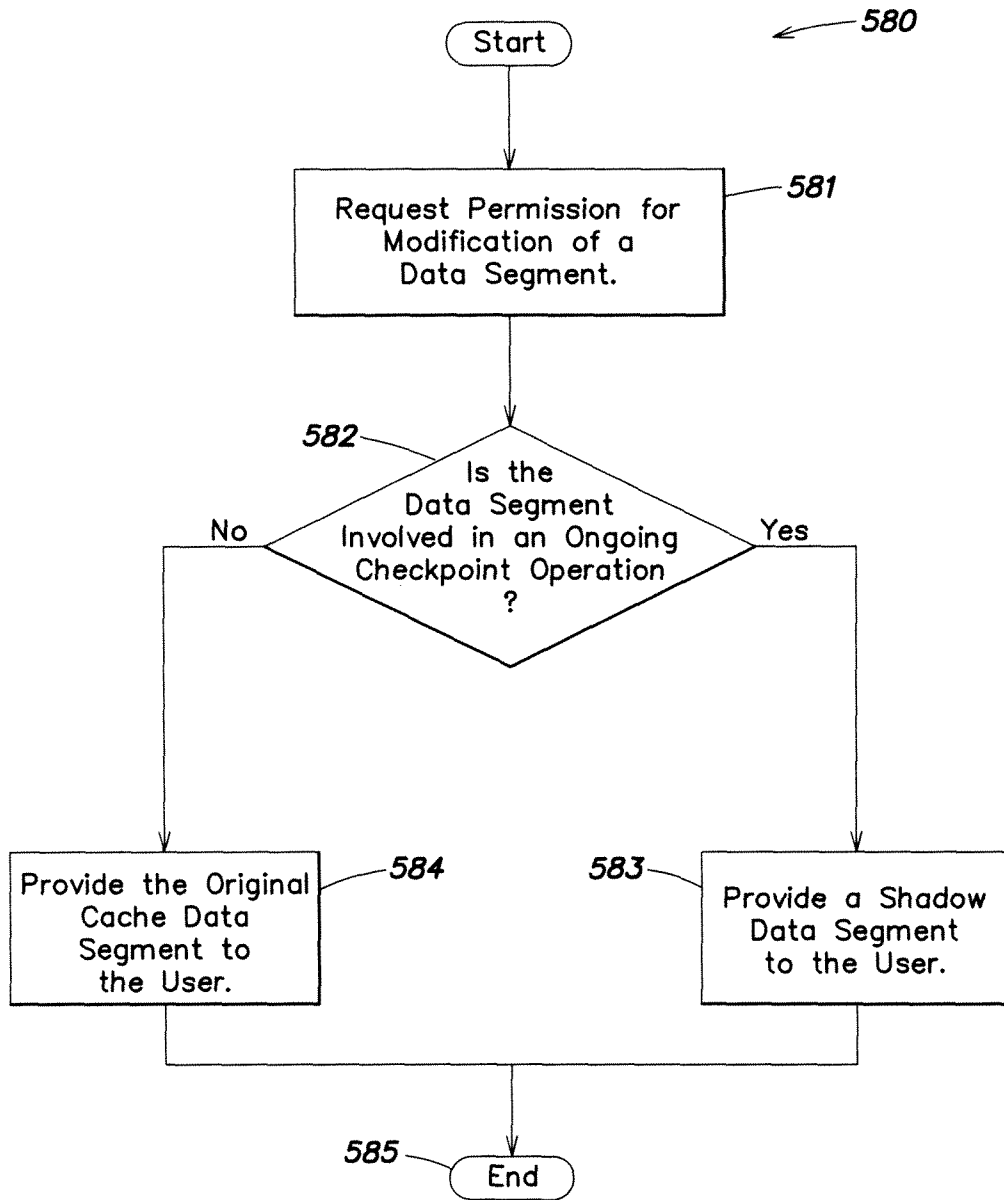 580
Start
581
Request Permission for
Modification of a
Data Segment.
582
Is the
Data Segment
Involved in an Ongoing
Checkpoint Operation
?
No
Yes
584
Provide the Original
Cache Data
Segment to
the User.
583
Provide a Shadow
Data Segment
to the User.
585
End